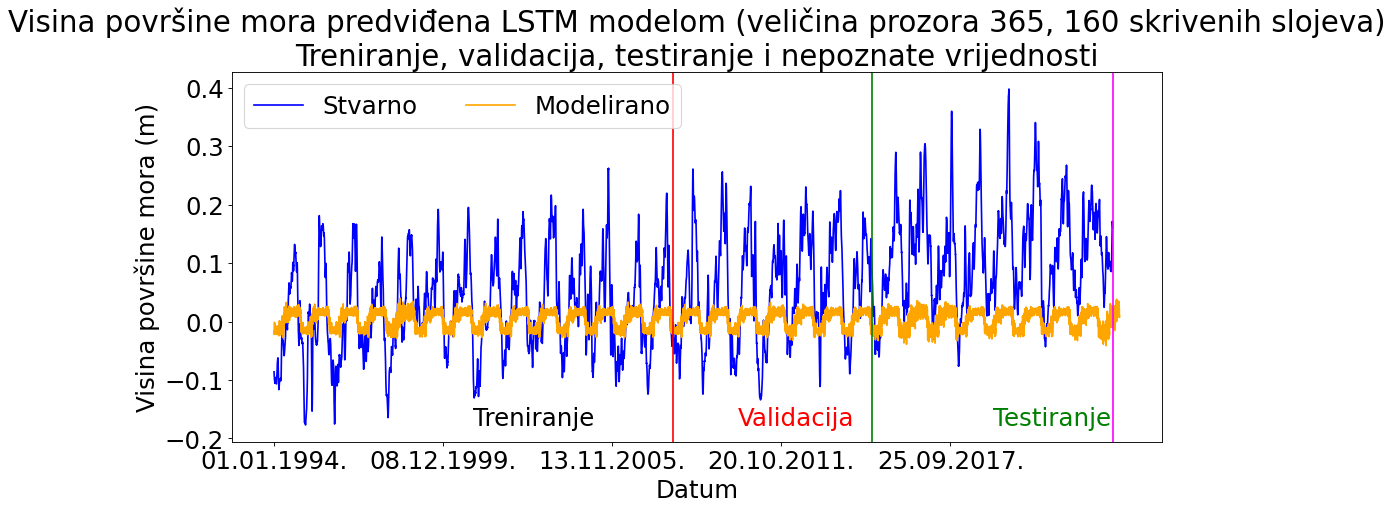 Visina površine mora predviđena LSTM modelom (veličina prozora 365, 160 skrivenih slojeva)
Treniranje, validacija, testiranje i nepoznate vrijednosti
Stvarno Modelirano
Visina površine mora (m)
0.4
0.3
0.2
0.1
0.0
−0.1
−0.2
Treniranje Validacija Testiranje
01.01.1994. 08.12.1999. 13.11.2005. 20.10.2011. 25.09.2017.
Datum